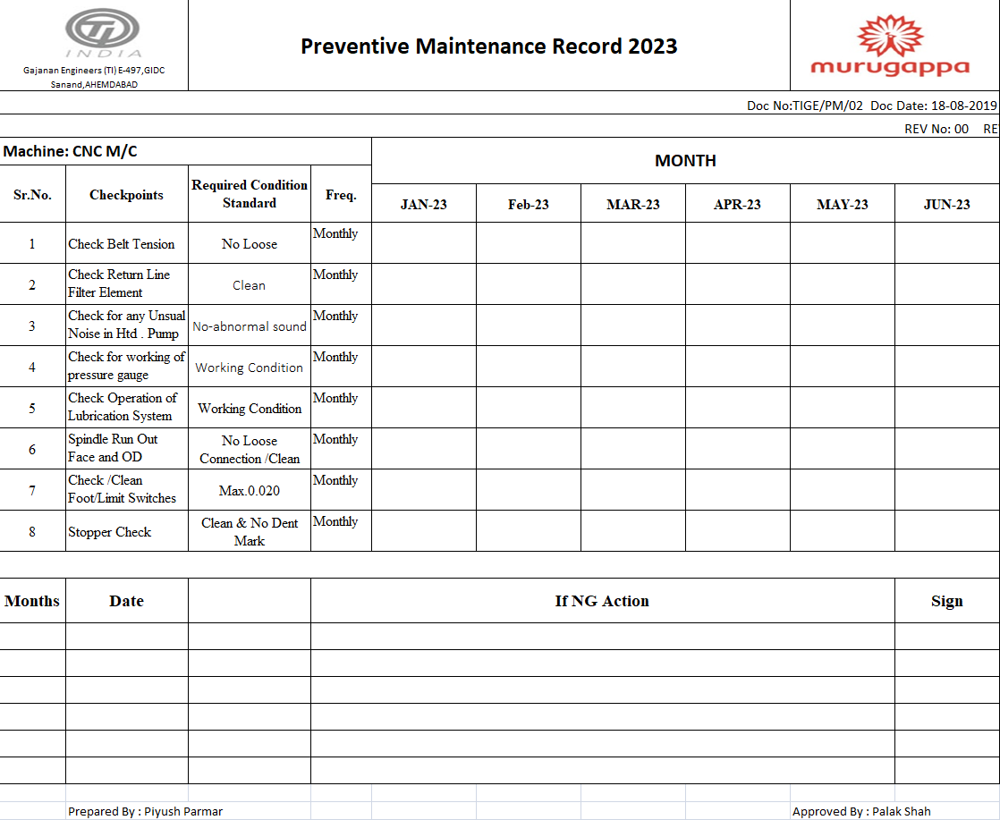 TI
INDIA
Gajanan Engineers (TI) E-497,GIDC
Sanand,AHEMDABAD
Preventive Maintenance Record 2023
murugappa
Doc No:TIGE/PM/02 Doc Date: 18-08-2019
REV No: 00 RE
Machine: CNC M/C
MONTH
Sr.No. Checkpoints Required Condition Standard Freq. JAN-23 Feb-23 MAR-23 APR-23 MAY-23 JUN-23
1 Check Belt Tension No Loose Monthly
2 Check Return Line Filter Element Clean Monthly
3 Check for any Unsual Noise in Htd . Pump No-abnormal sound Monthly
4 Check for working of pressure gauge Working Condition Monthly
5 Check Operation of Lubrication System Working Condition Monthly
6 Spindle Run Out Face and OD No Loose Connection /Clean Monthly
7 Check /Clean Foot/Limit Switches Max.0.020 Monthly
8 Stopper Check Clean & No Dent Mark Monthly
Months Date If NG Action Sign
Prepared By : Piyush Parmar Approved By : Palak Shah